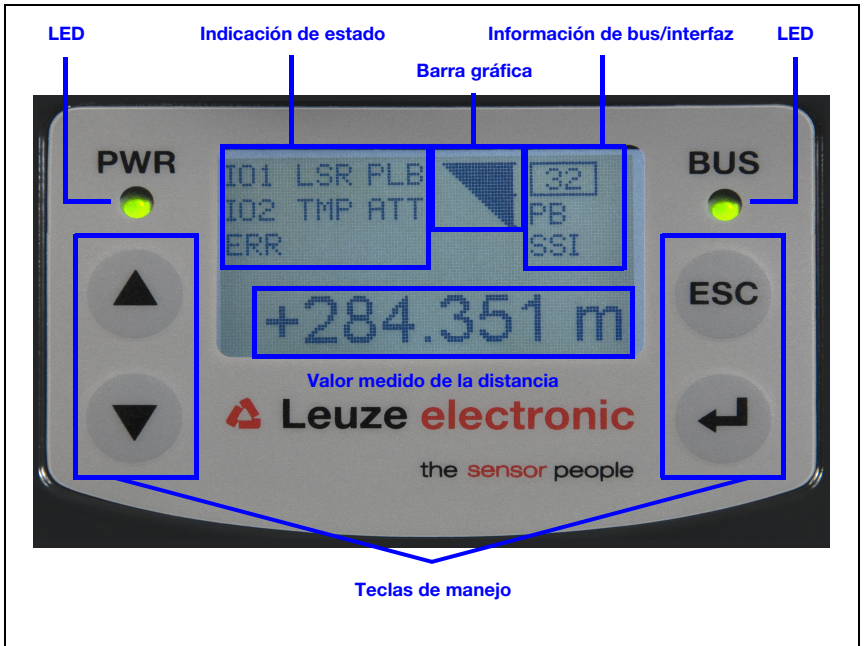 LED Indicación de estado Información de bus/interfaz LED
Barra gráfica
PWR BUS
IO1 LSR PLB 32
IO2 TMP ATT PB
ERR SSI
ESC
+284.351 m
Valor medido de la distancia
Leuze electronic
the sensor people
Teclas de manejo